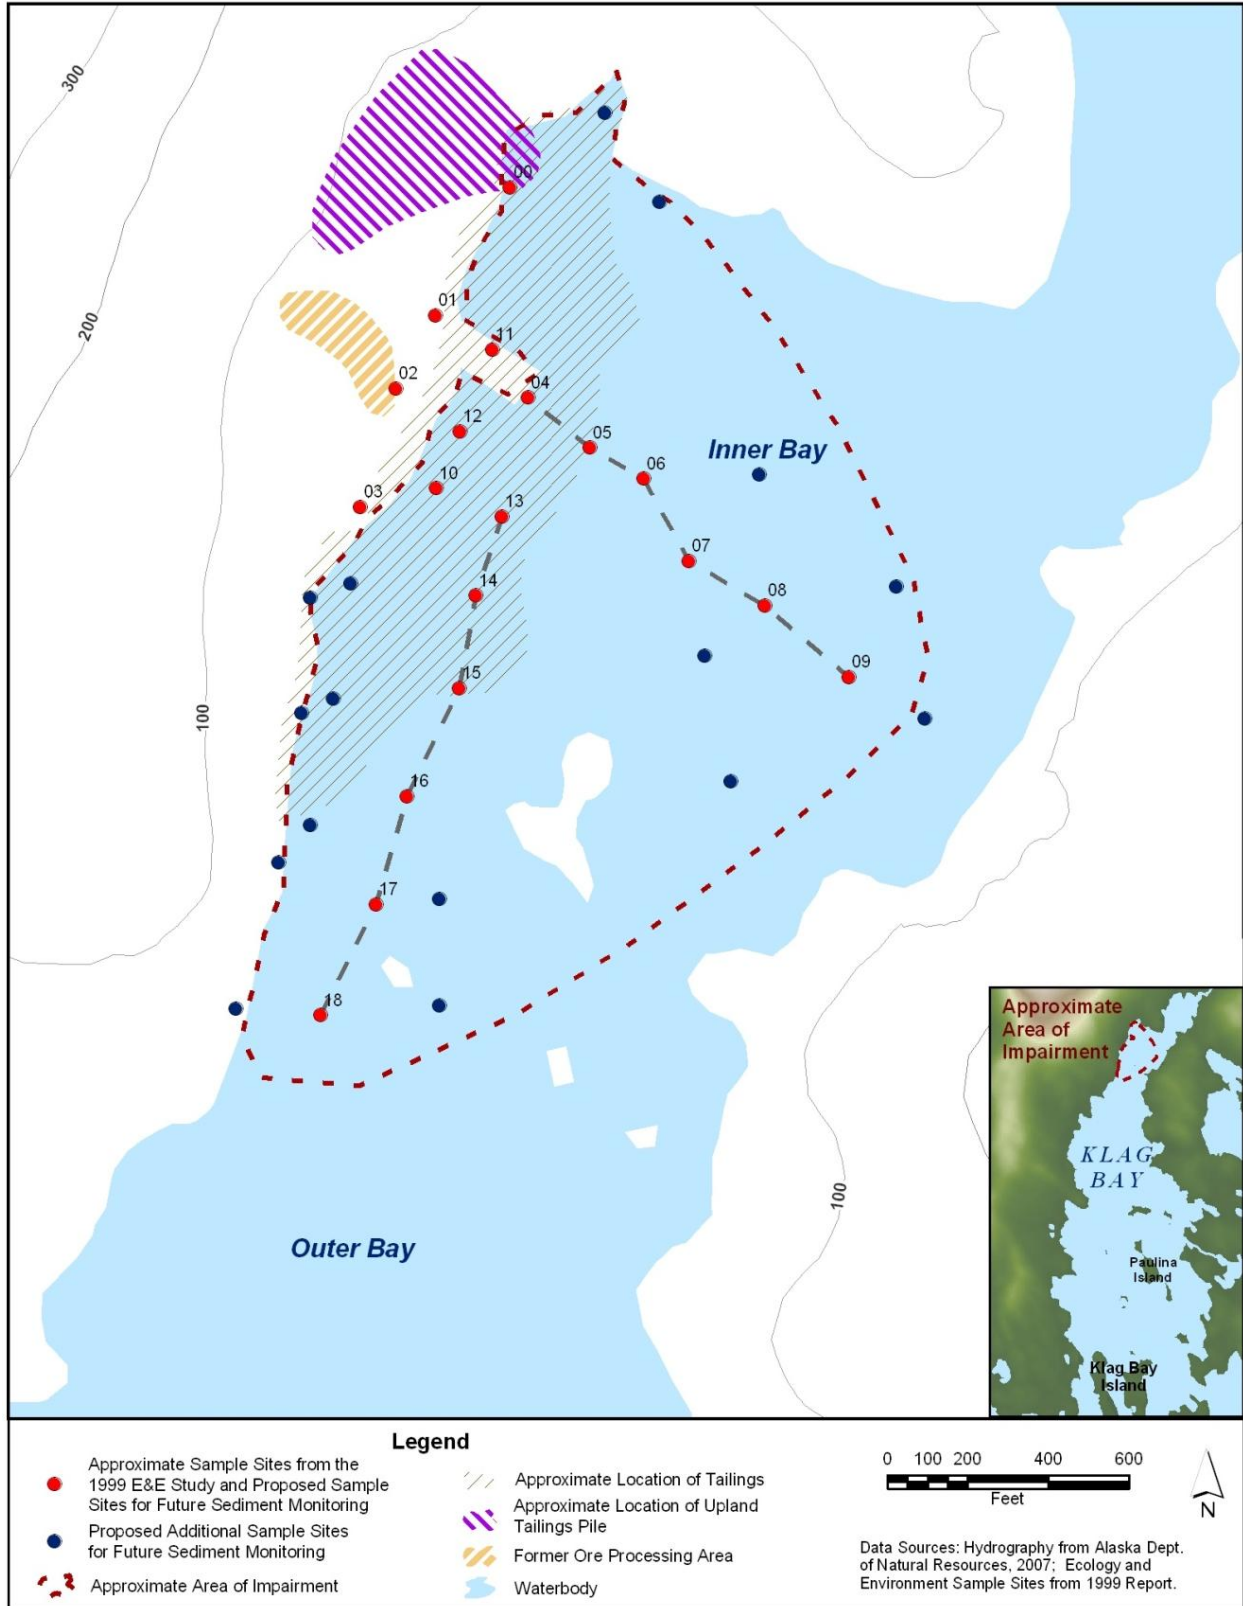 300
200
100
100
00
01
11
02
04
12
05
Inner Bay
06
10
03
13
07
14
08
09
15
16
17
18
Outer Bay
Approximate
Area of
Impairment
KLAG
BAY
Paulina
Island
Klag Bay
Island
Legend
Approximate Sample Sites from the
1999 E&E Study and Proposed Sample
Sites for Future Sediment Monitoring
Proposed Additional Sample Sites
for Future Sediment Monitoring
Approximate Area of Impairment
Approximate Location of Tailings
Approximate Location of Upland
Tailings Pile
Former Ore Processing Area
Waterbody
0 100 200 400 600
Feet
N
Data Sources: Hydrography from Alaska Dept.
of Natural Resources, 2007; Ecology and
Environment Sample Sites from 1999 Report.